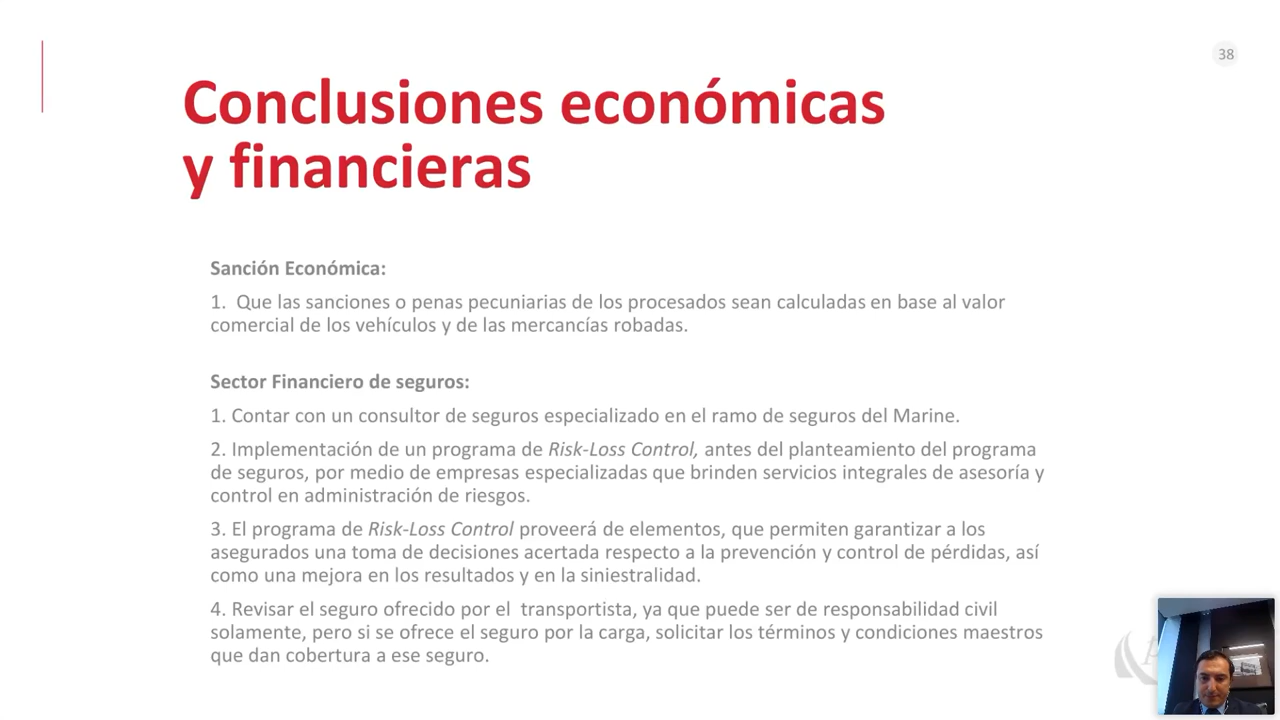 38
Conclusiones económicas
y financieras
Sanción Económica:
1.  Que las sanciones o penas pecuniarias de los procesados sean calculadas en base al valor
comercial de los vehículos y de las mercancías robadas.
Sector Financiero de seguros:
1. Contar con un consultor de seguros especializado en el ramo de seguros del Marine.
2. Implementación de un programa de Risk-Loss Control, antes del planteamiento del programa
de seguros, por medio de empresas especializadas que brinden servicios integrales de asesoría y
control en administración de riesgos.
3. El programa de Risk-Loss Control proveerá de elementos, que permiten garantizar a los
asegurados una toma de decisiones acertada respecto a la prevención y control de pérdidas, así
como una mejora en los resultados y en la siniestralidad.
4. Revisar el seguro ofrecido por el  transportista, ya que puede ser de responsabilidad civil
solamente, pero si se ofrece el seguro por la carga, solicitar los términos y condiciones maestros
que dan cobertura a ese seguro.